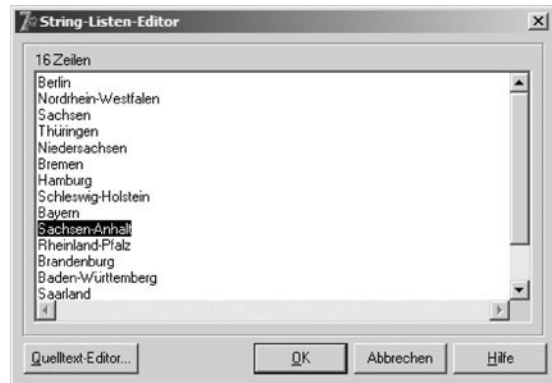 String-Listen-Editor
16 Zeilen
Berlin
Nordrhein-Westfalen
Sachsen
Thüringen
Niedersachsen
Bremen
Hamburg
Schleswig-Holstein
Bayern
Sachsen-Anhalt
Rheinland-Pfalz
Brandenburg
Baden-Württemberg
Saarland
Quelltext-Editor... OK Abbrechen Hilfe